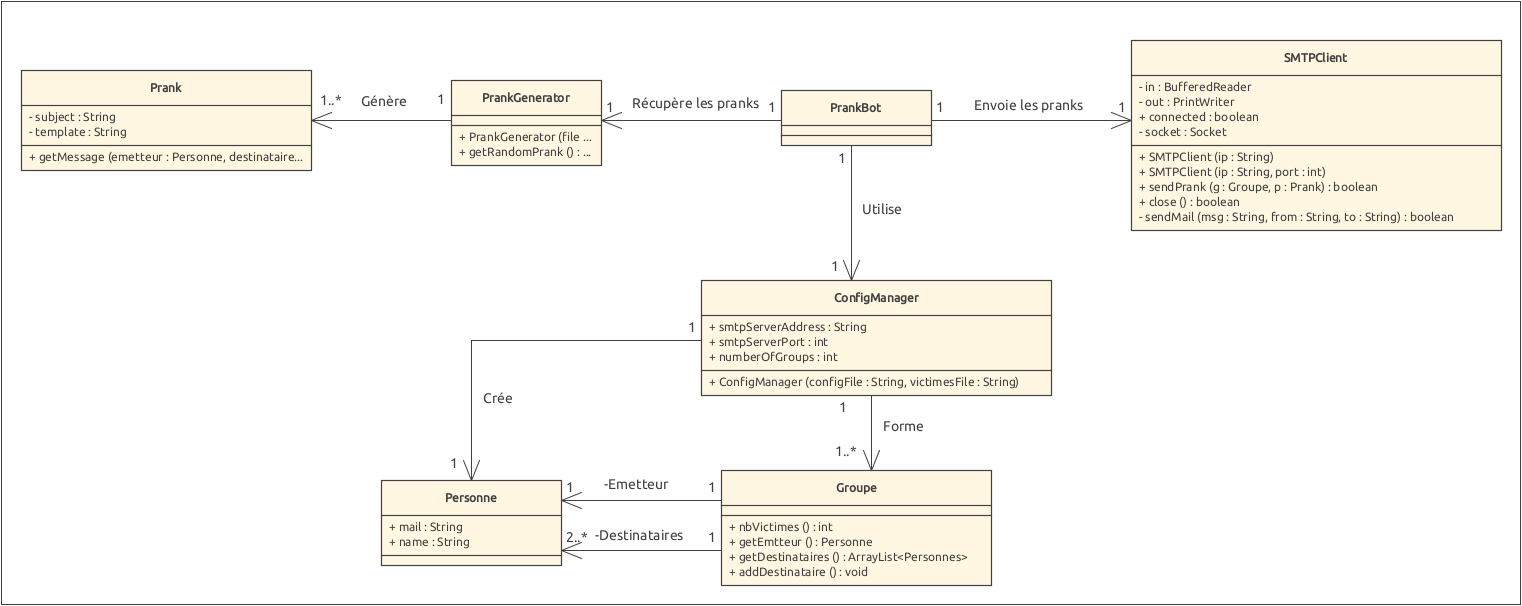 Prank
- subject : String
- template : String
+ getMessage (emetteur : Personne, destinataire...
1..*
Génère
1
PrankGenerator
+ PrankGenerator (file ...
+ getRandomPrank () : ...
1
Récupère les pranks
1
PrankBot
1
Envoie les pranks
1
SMTPClient
- in : BufferedReader
- out : PrintWriter
+ connected : boolean
- socket : Socket
+ SMTPClient (ip : String)
+ SMTPClient (ip : String, port : int)
+ sendPrank (g : Groupe, p : Prank) : boolean
+ close () : boolean
- sendMail (msg : String, from : String, to : String) : boolean
1
Utilise
1
ConfigManager
+ smtpServerAddress : String
+ smtpServerPort : int
+ numberOfGroups : int
+ ConfigManager (configFile : String, victimesFile : String)
1
Crée
1
1
Forme
1..*
Personne
+ mail : String
+ name : String
1
-Emetteur
1
2..*
-Destinataires
1
Groupe
+ nbVictimes () : int
+ getEmtteur () : Personne
+ getDestinataires () : ArrayList<Personnes>
+ addDestinataire () : void